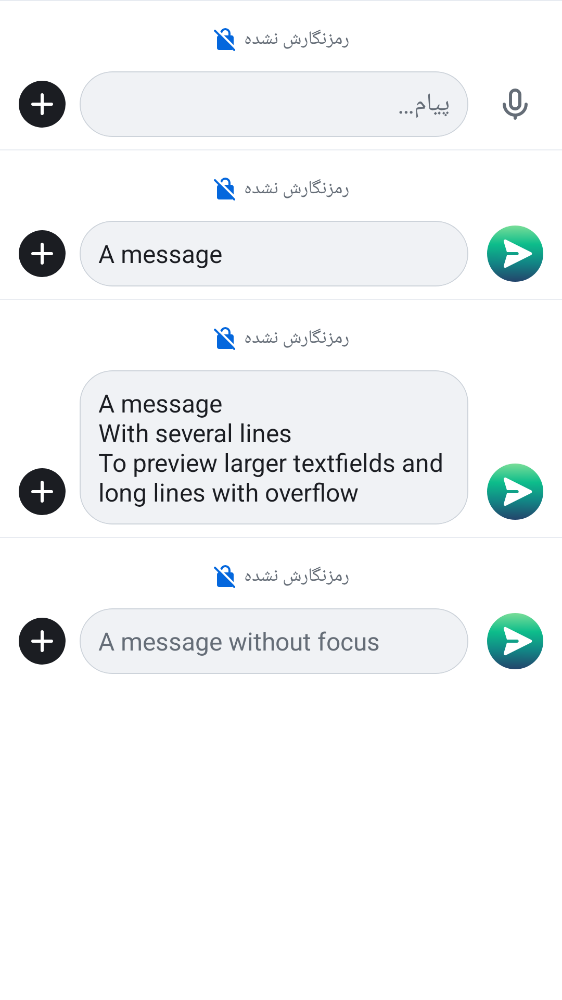 رمزنگارش نشده
پیام...
رمزنگارش نشده
A message
رمزنگارش نشده
A message
With several lines
To preview larger textfields and
long lines with overflow
رمزنگارش نشده
A message without focus